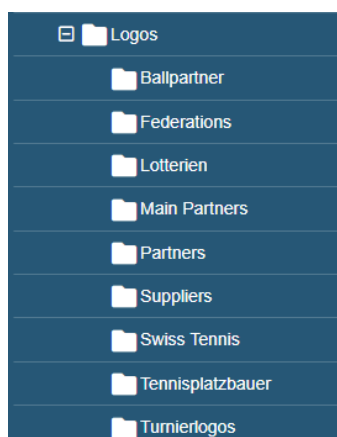 Logos
Ballpartner
Federations
Lotterien
Main Partners
Partners
Suppliers
Swiss Tennis
Tennisplatzbauer
Turnierlogos